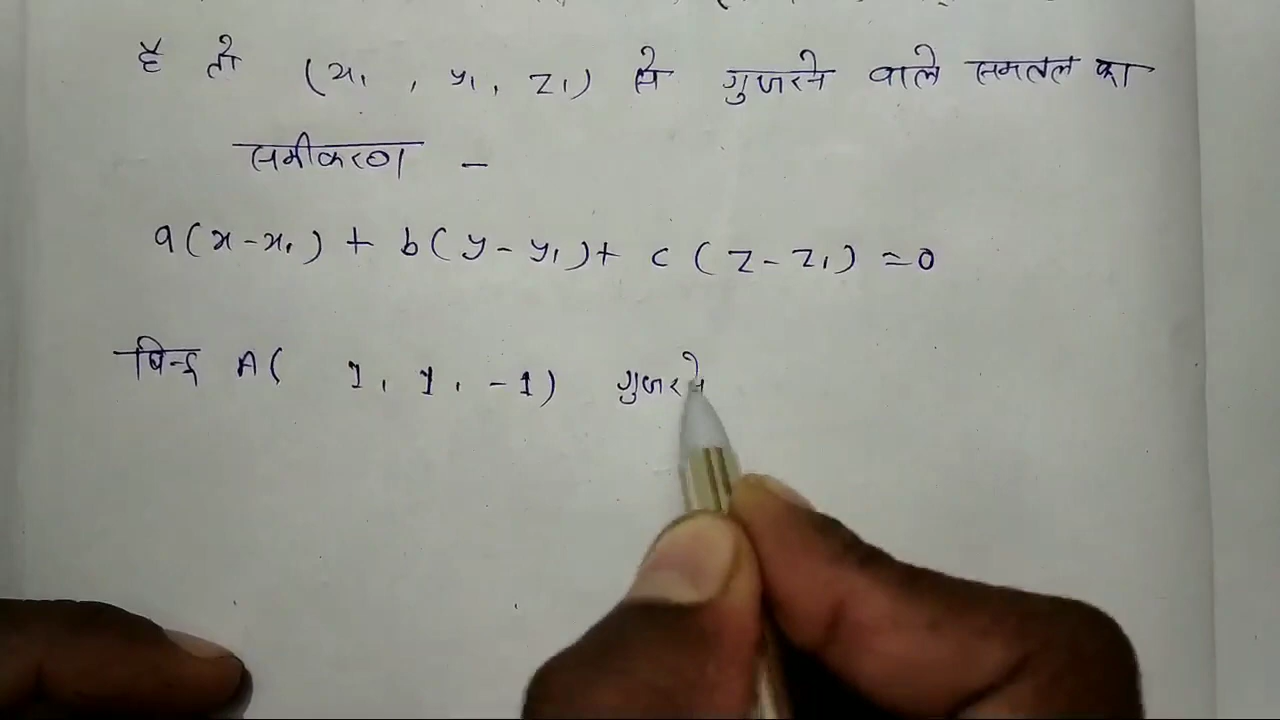 है तो (x₁ , y₁, z₁) से गुजरने वाले समतल का
समीकरण –
a(x-x₁) + b(y-y₁)+ c(z-z₁) =0
बिन्दु A( 1, 1, -1) गुजरने